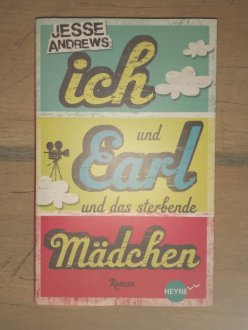 JESSE
ANDREWS
ich
und
Earl
und das sterbende
Mädchen
Roman
HEYNE